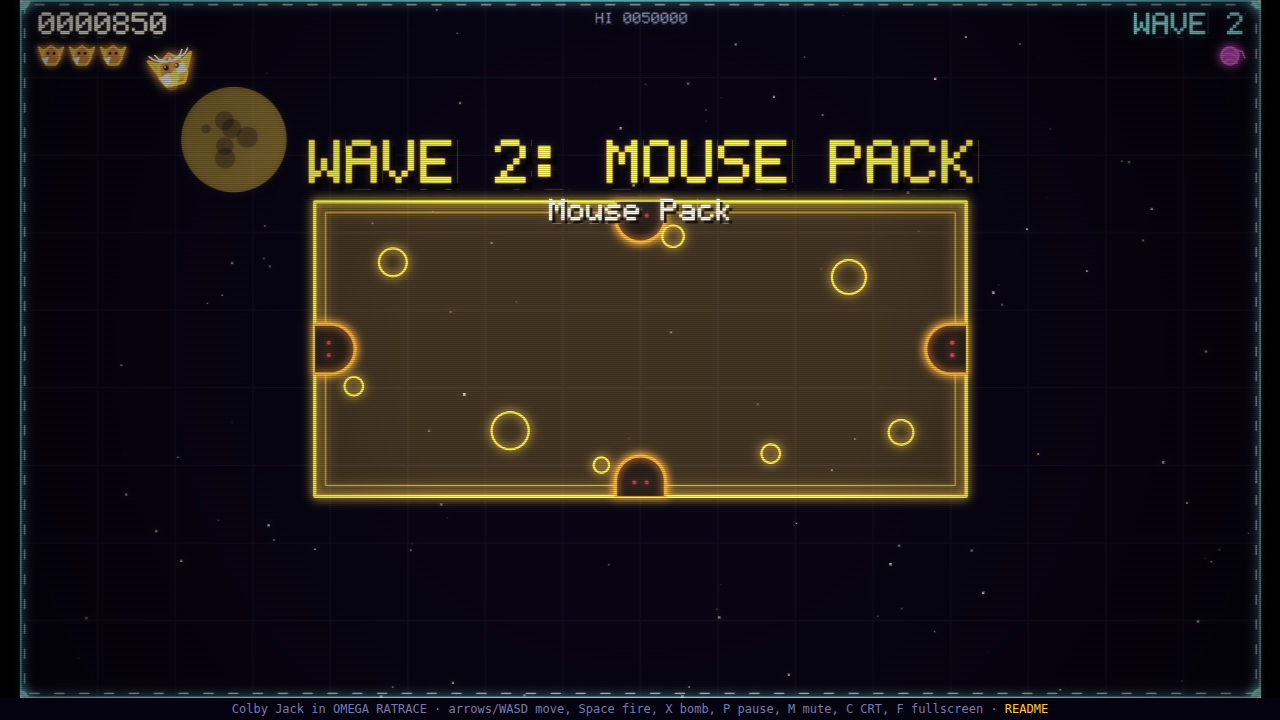 0000850
HI 0050000
WAVE 2
WAVE 2: MOUSE PACK
Mouse Pack
Colby Jack in OMEGA RATRACE · arrows/WASD move, Space fire, X bomb, P pause, M mute, C CRT, F fullscreen · README